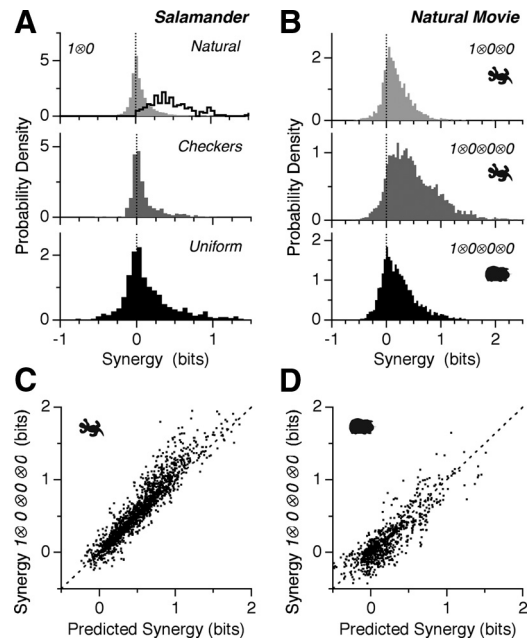 A
Salamander
1⊗0
Natural
5
0
Checkers
5
0
Uniform
2
0
-1
0
1
Probability Density
Synergy (bits)
B
Natural Movie
1⊗0⊗0
2
0
1⊗0⊗0⊗0
1
0
1⊗0⊗0⊗0
2
1
0
0
1
2
Probability Density
Synergy (bits)
C
2
1
0
0
1
2
Synergy 1⊗0⊗0⊗0 (bits)
Predicted Synergy (bits)
D
2
1
0
0
1
2
Synergy 1⊗0⊗0⊗0 (bits)
Predicted Synergy (bits)